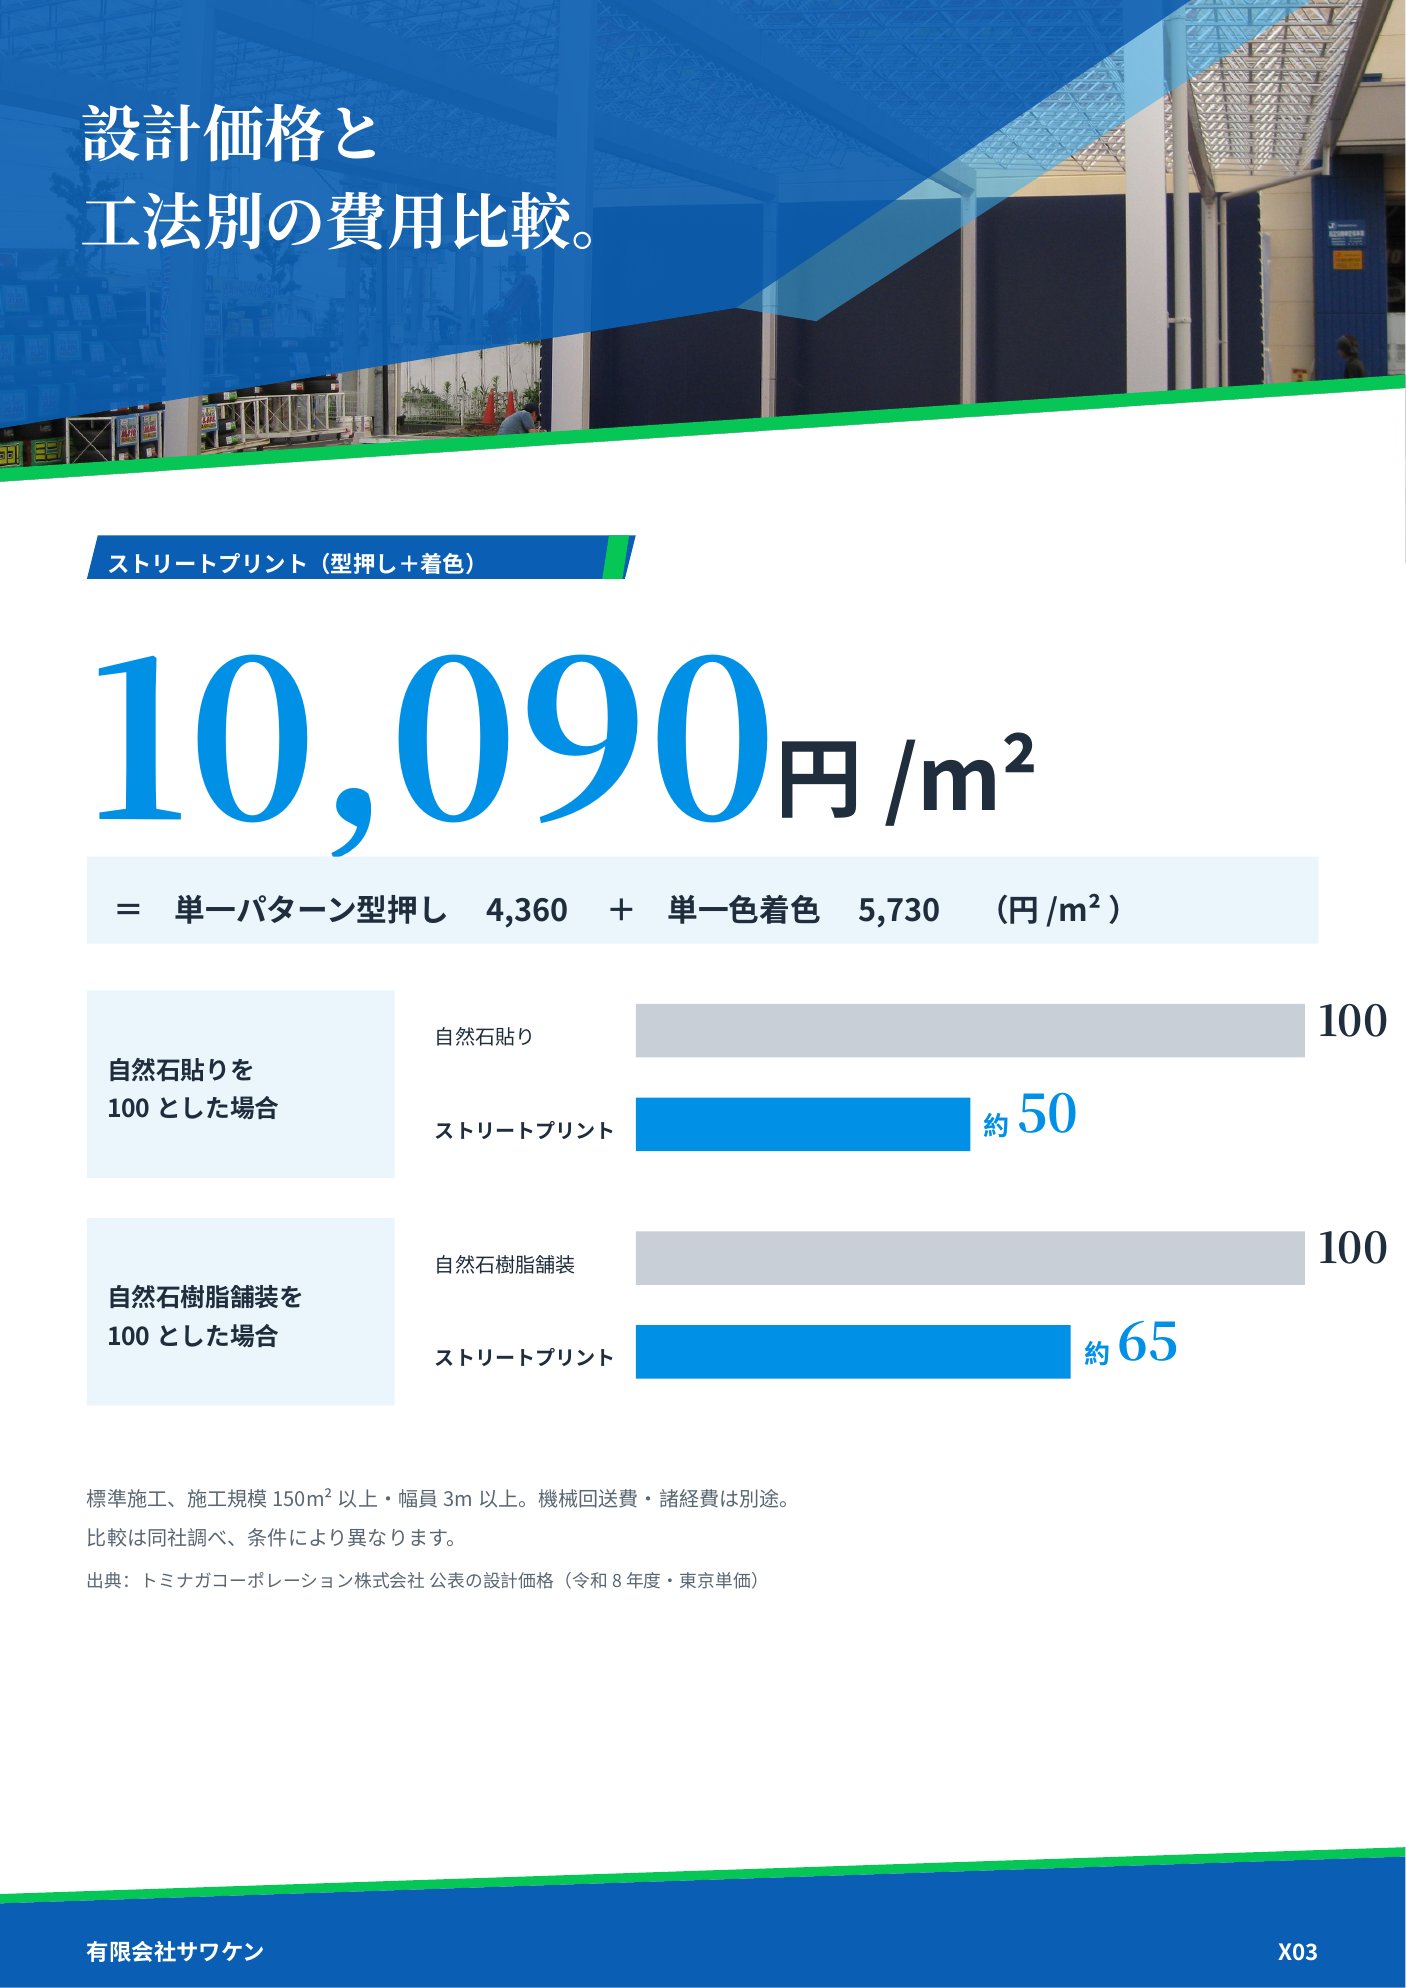 設計価格と
工法別の費用比較。
ストリートプリント（型押し＋着色）
10,090円 /m²
＝ 単一パターン型押し 4,360 ＋ 単一色着色 5,730 （円 /m² ）
自然石貼りを
100 とした場合
自然石貼り 100
ストリートプリント 約 50
自然石樹脂舗装を
100 とした場合
自然石樹脂舗装 100
ストリートプリント 約 65
標準施工、施工規模 150m² 以上・幅員 3m 以上。機械回送費・諸経費は別途。
比較は同社調べ、条件により異なります。
出典：トミナガコーポレーション株式会社 公表の設計価格（令和 8 年度・東京単価）
有限会社サワケン X03